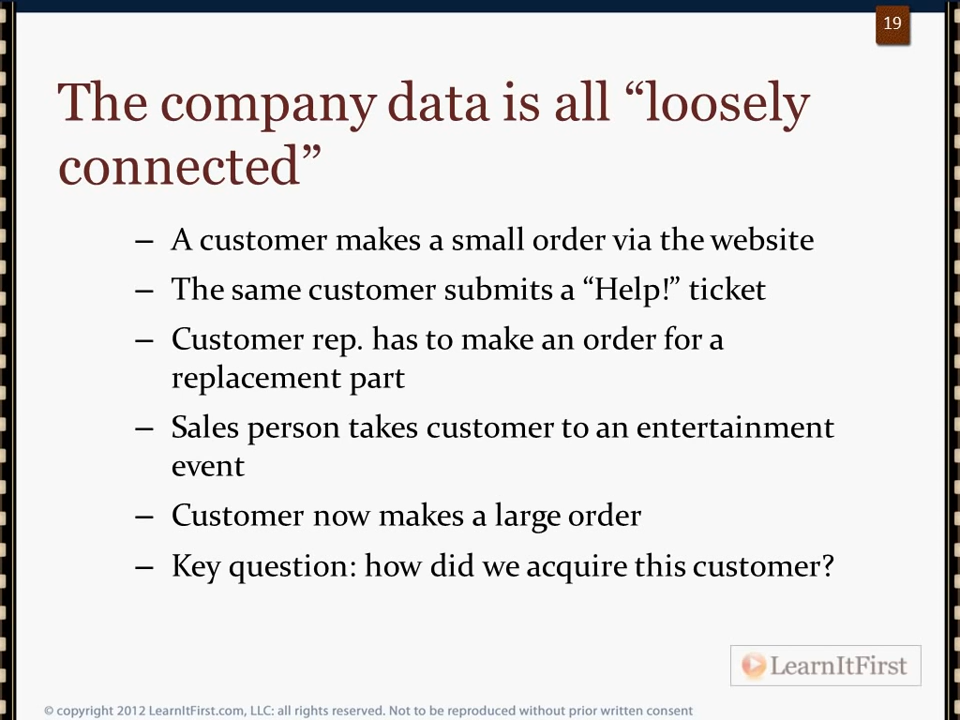 19
The company data is all “loosely
connected”
– A customer makes a small order via the website
– The same customer submits a “Help!” ticket
– Customer rep. has to make an order for a
replacement part
– Sales person takes customer to an entertainment
event
– Customer now makes a large order
– Key question: how did we acquire this customer?
LearnItFirst
© copyright 2012 LearnItFirst.com, LLC: all rights reserved. Not to be reproduced without prior written consent